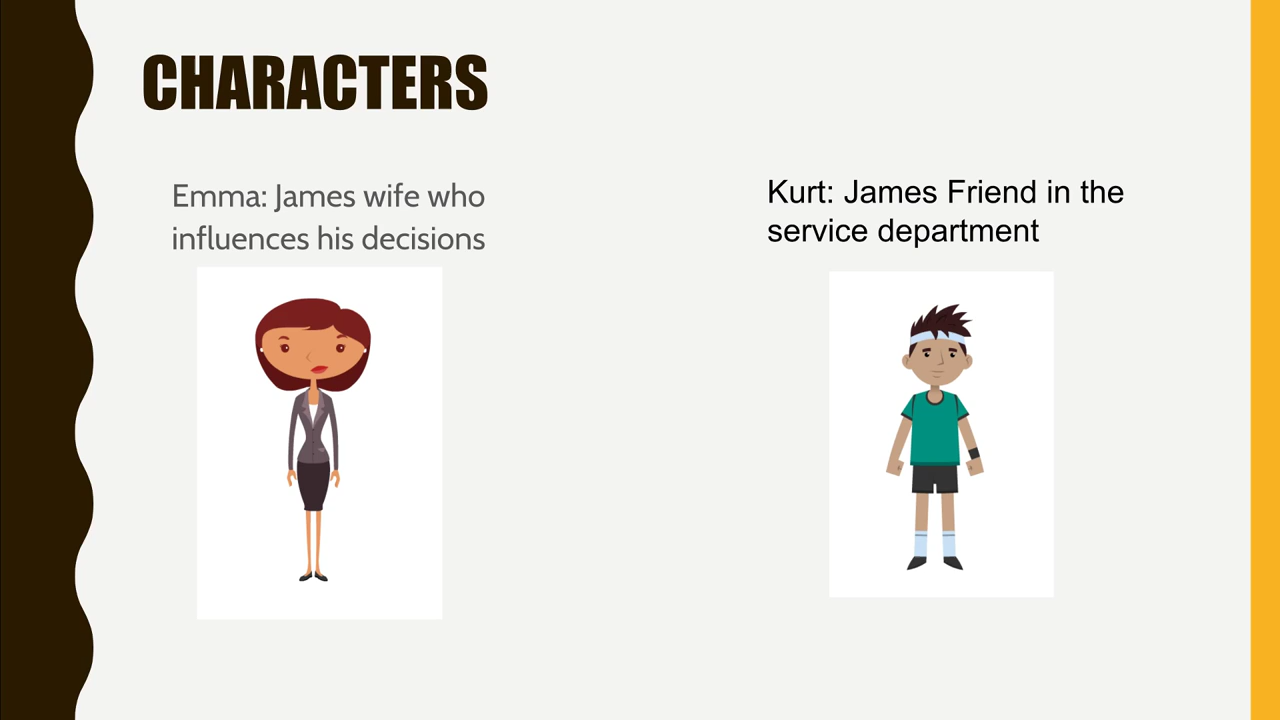 CHARACTERS
Emma: James wife who
influences his decisions
Kurt: James Friend in the
service department